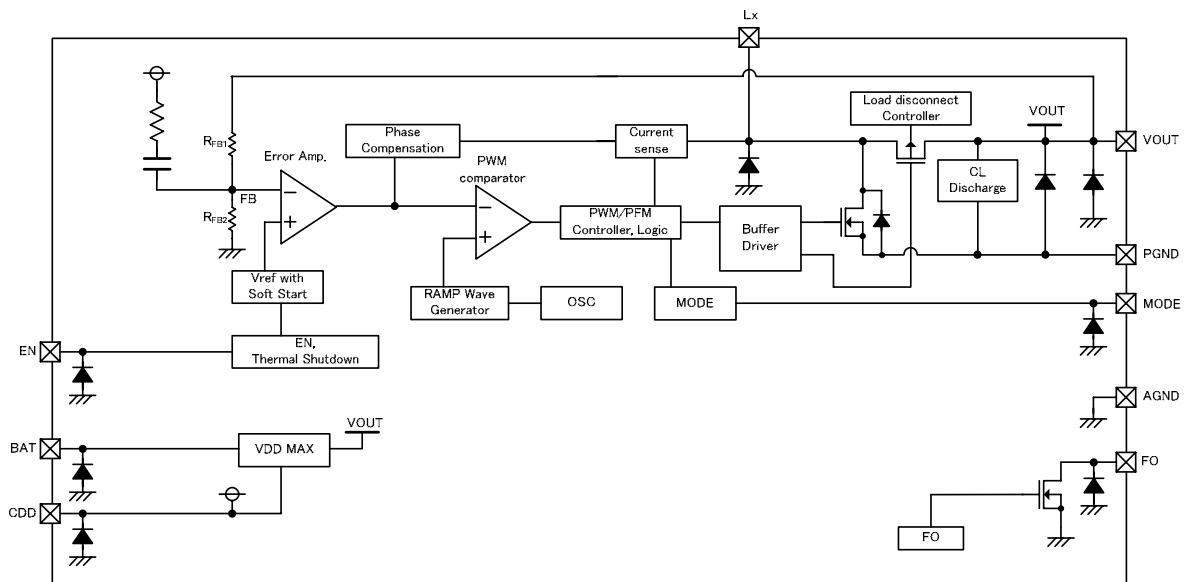 Lx
Load disconnect
Controller
VOUT
RFB1
Phase
Compensation
Current
sense
VOUT
Error Amp.
PWM
comparator
CL
Discharge
FB
RFB2
PWM/PFM
Controller, Logic
Buffer
Driver
PGND
Vref with
Soft Start
RAMP Wave
Generator
OSC
MODE
MODE
EN
EN,
Thermal Shutdown
AGND
VOUT
BAT
VDD MAX
FO
CDD
FO